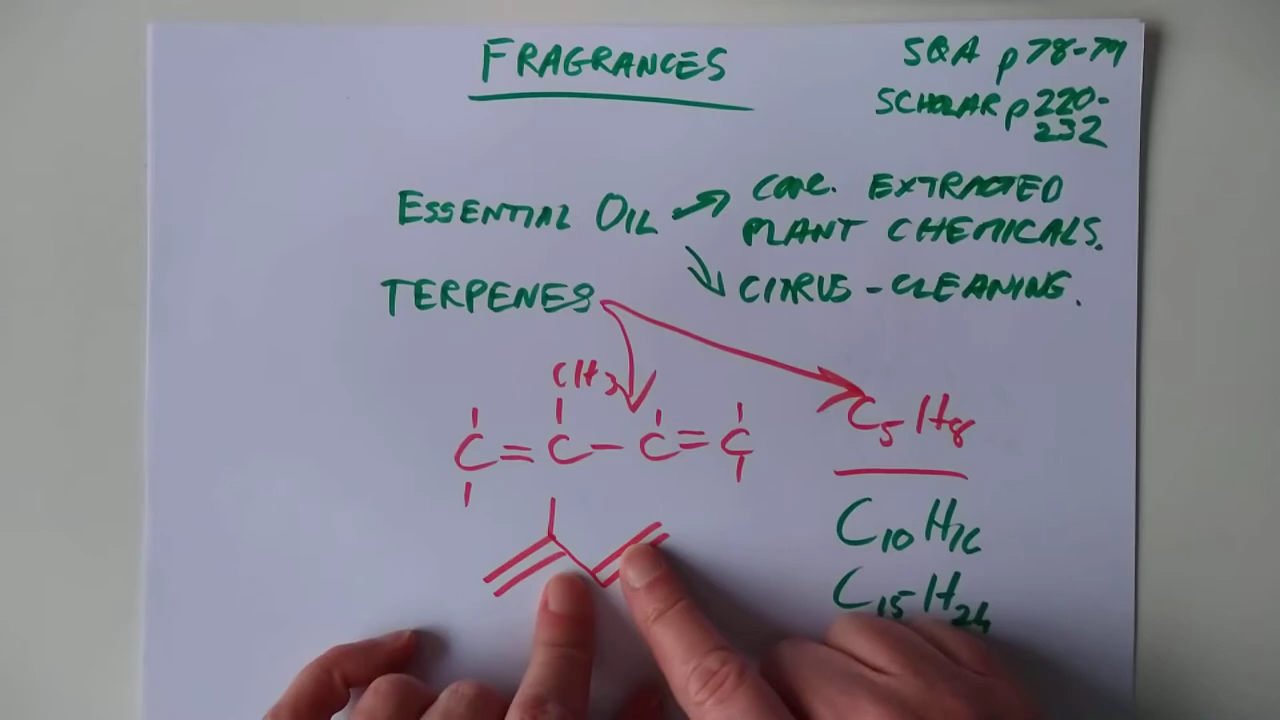 FRAGRANCES
SQA p78-79
SCHOLAR p220-
232
ESSENTIAL OIL
CONC. EXTRACTED
PLANT CHEMICALS.
CITRUS - CLEANING.
TERPENES
CH3
C=C-C=C
C5H8
C10H16
C15H24